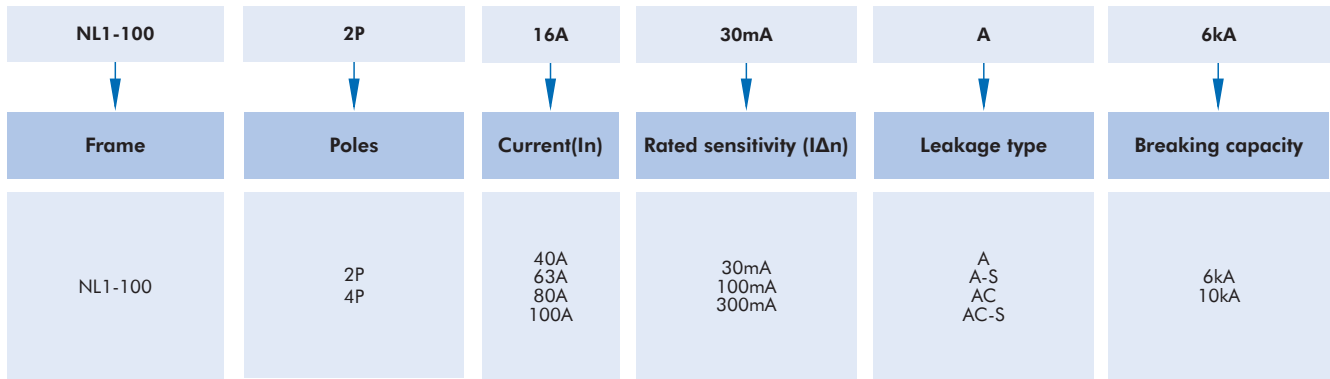 NL1-100 2P 16A 30mA A 6kA
Frame Poles Current(In) Rated sensitivity (IΔn) Leakage type Breaking capacity
NL1-100
2P
4P
40A
63A
80A
100A
30mA
100mA
300mA
A
A-S
AC
AC-S
6kA
10kA